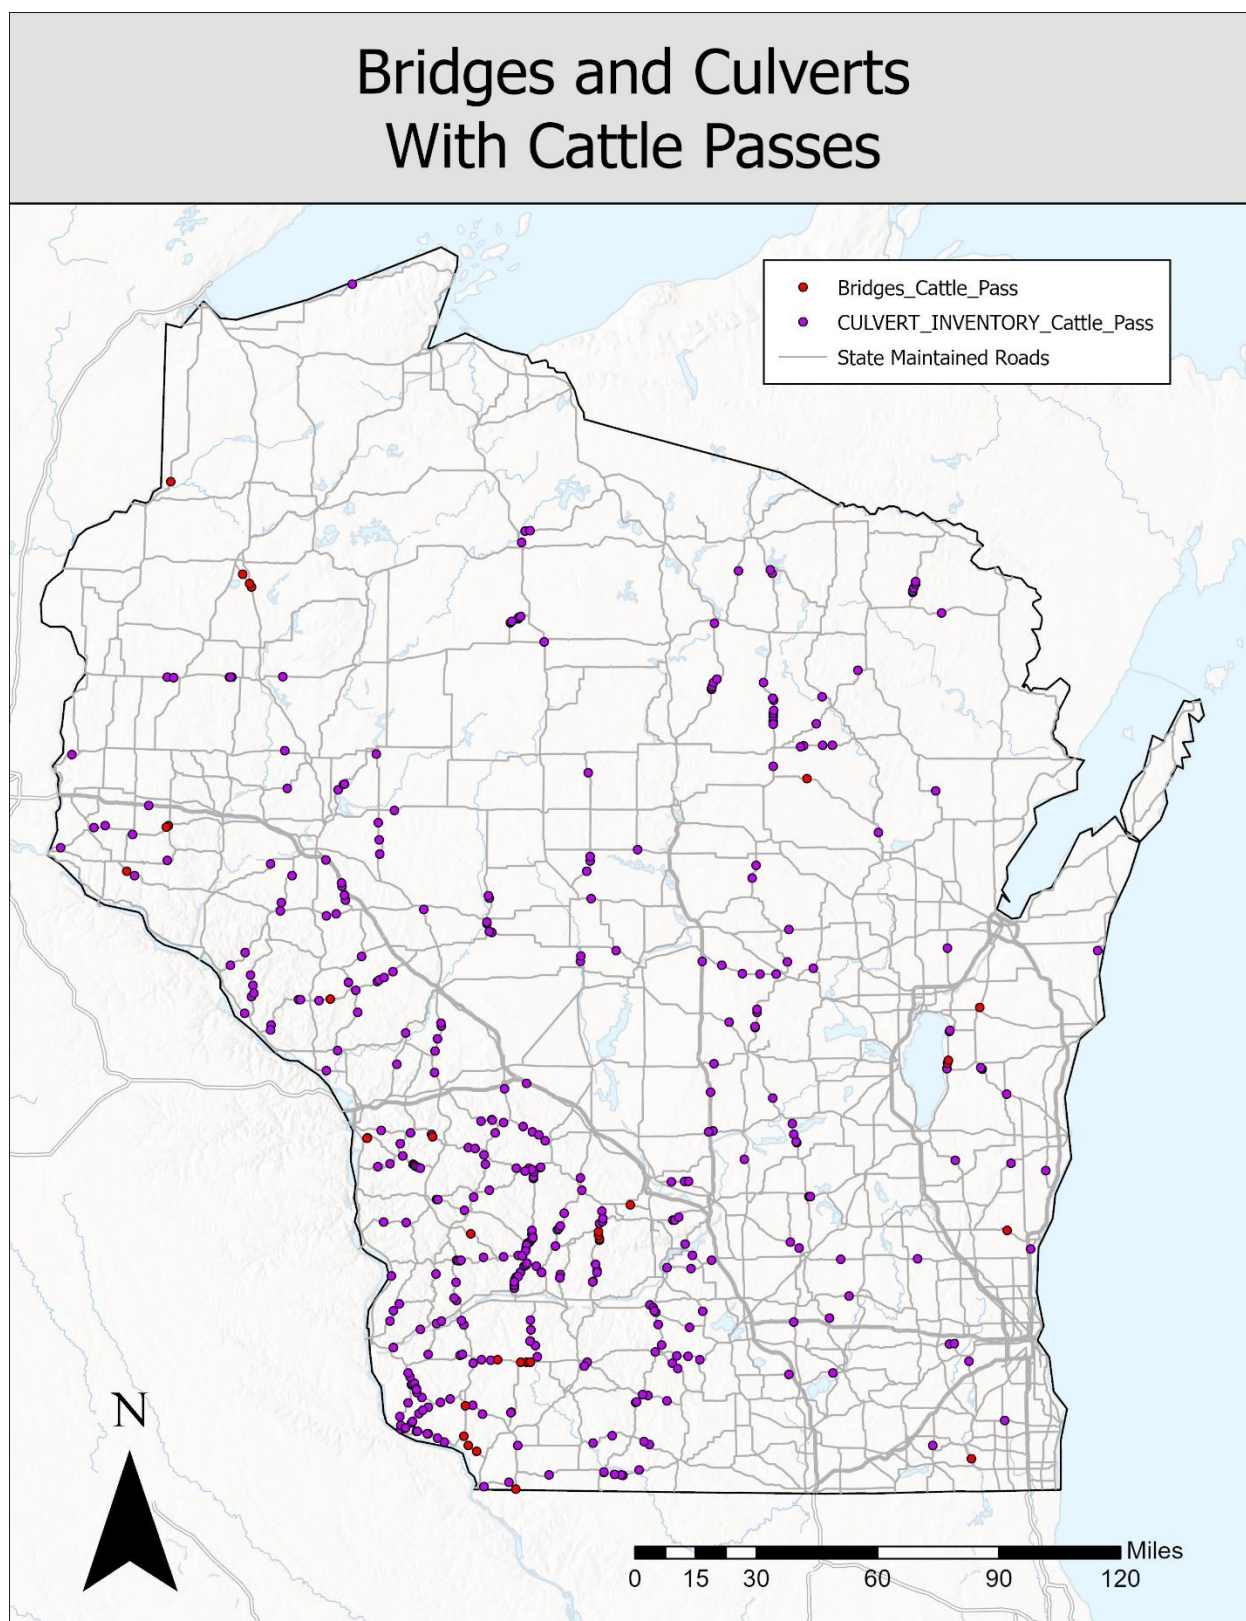 Bridges and Culverts
With Cattle Passes
Bridges_Cattle_Pass
CULVERT_INVENTORY_Cattle_Pass
State Maintained Roads
N
Miles
0 15 30 60 90 120